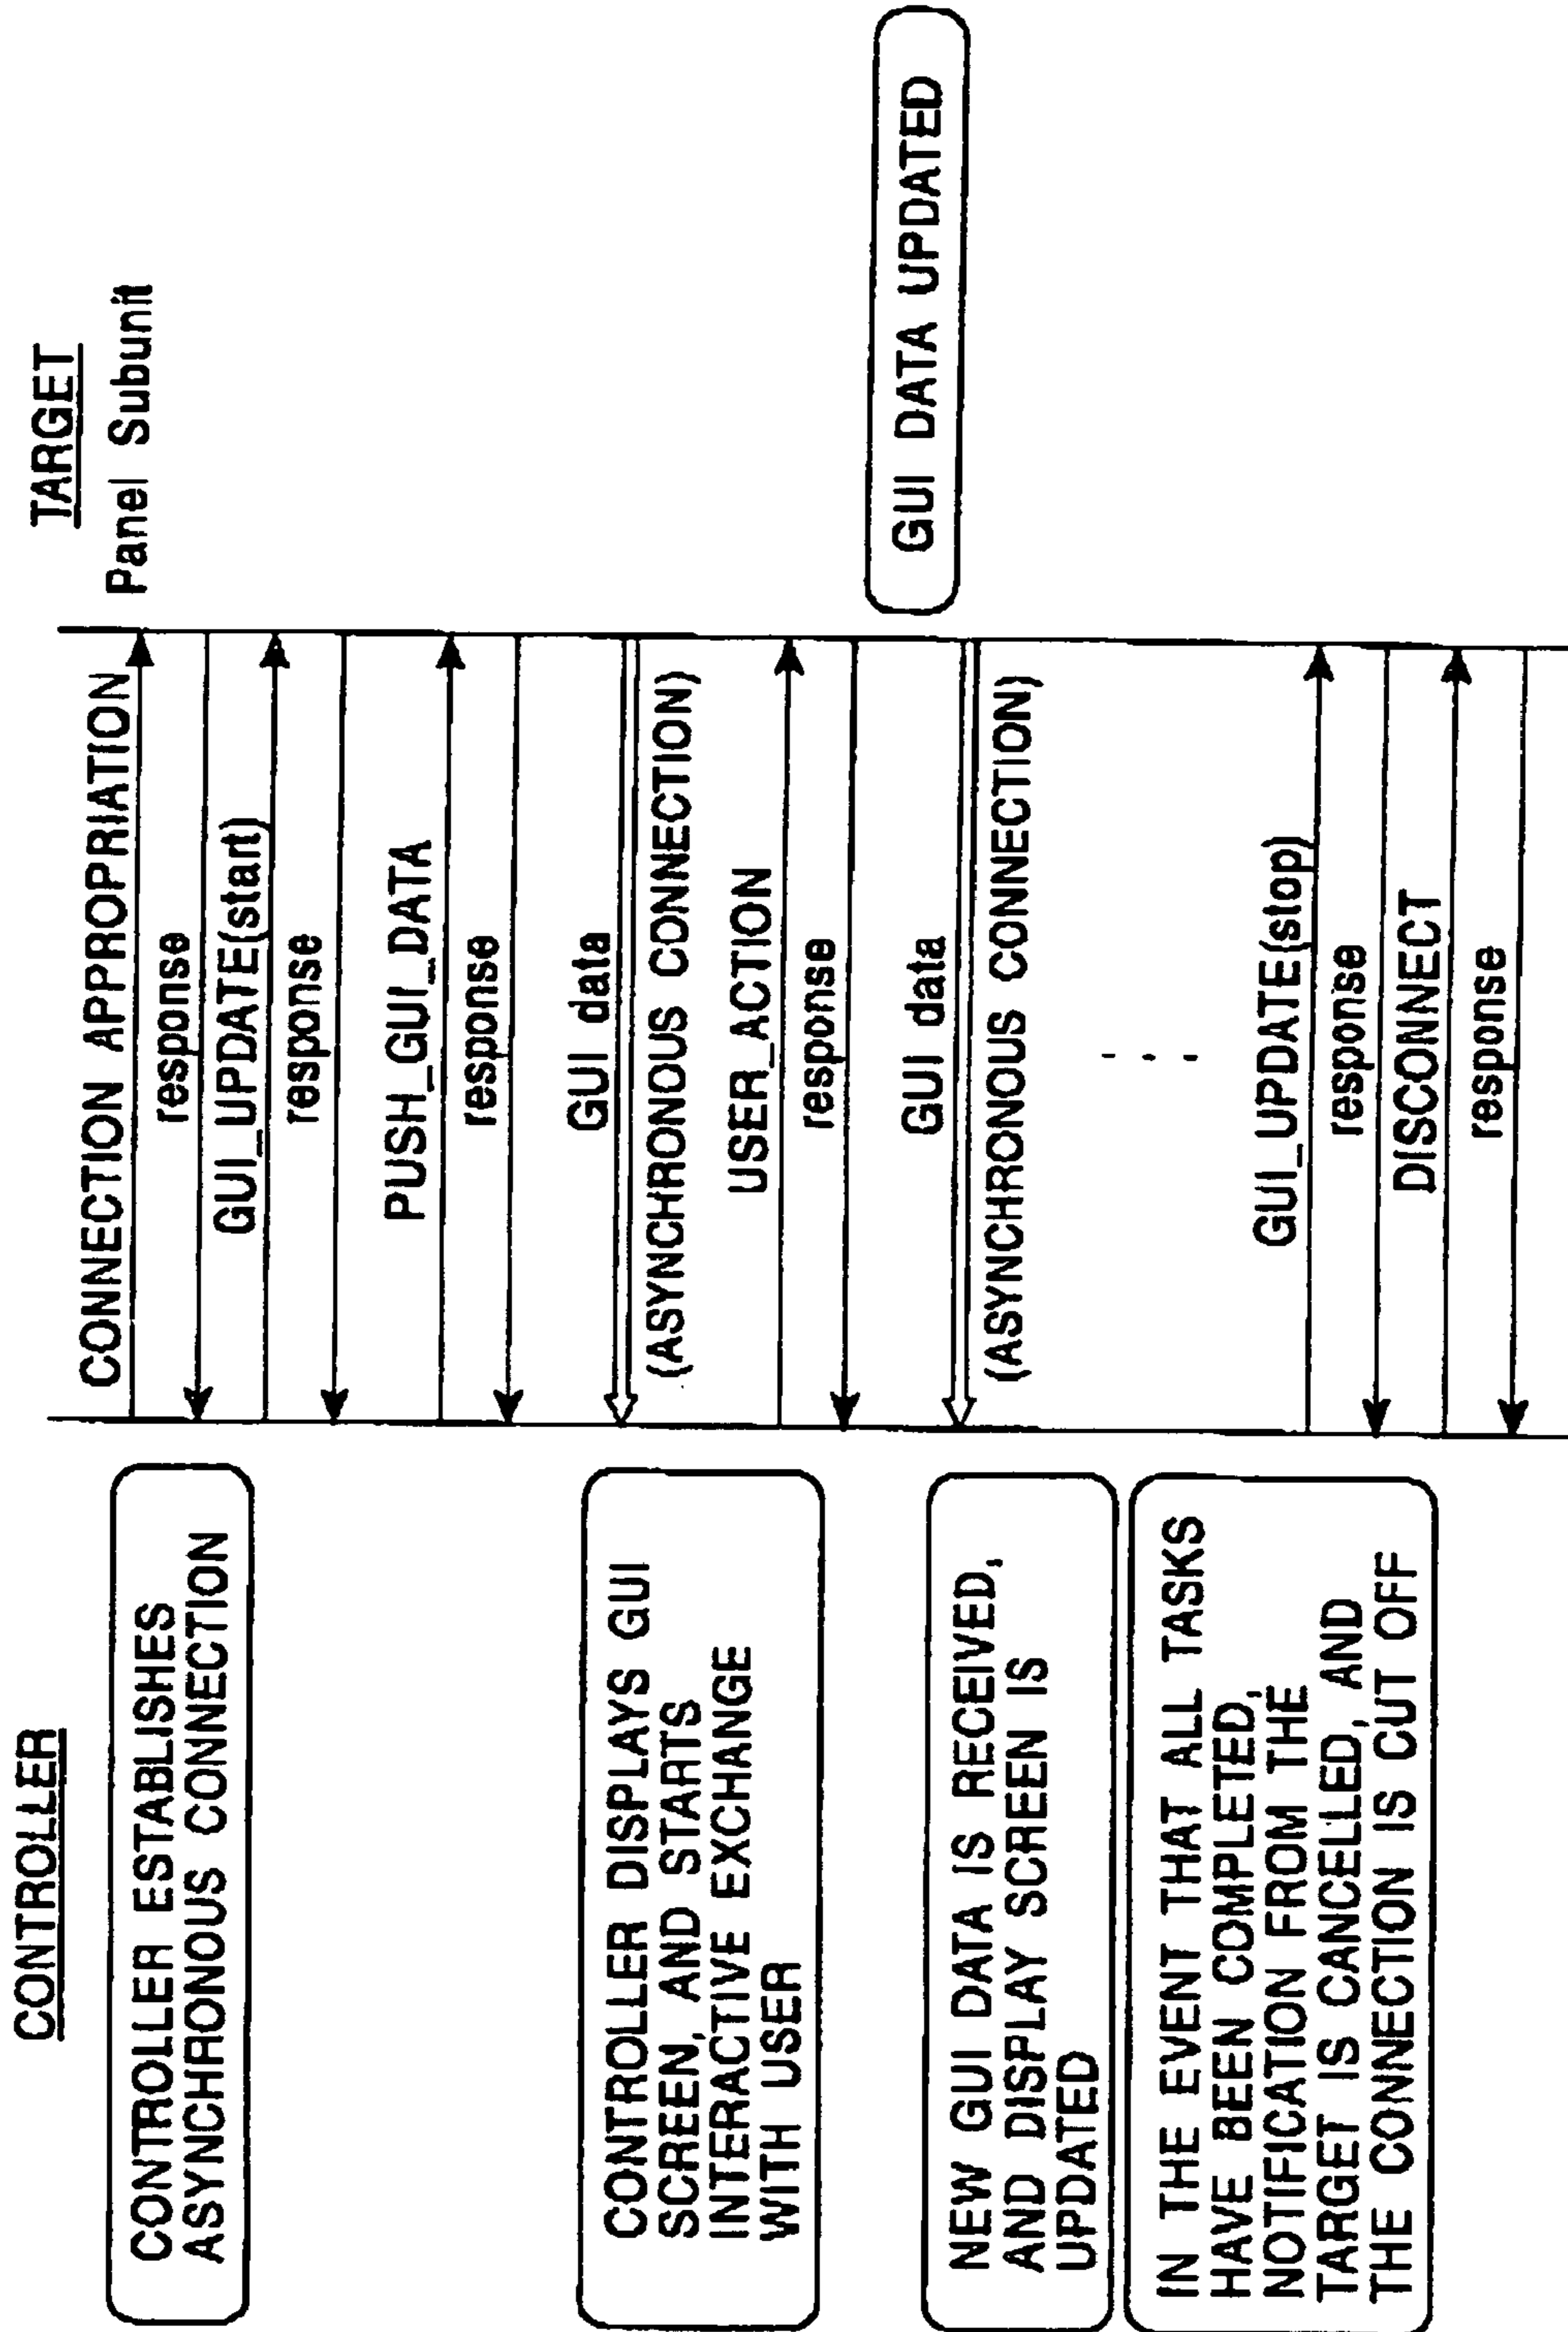 CONTROLLER
TARGET
Panel Subunit
CONTROLLER ESTABLISHES
ASYNCHRONOUS CONNECTION
CONNECTION APPROPRIATION
response
GUI_UPDATE(start)
response
PUSH_GUI_DATA
response
CONTROLLER DISPLAYS GUI
SCREEN, AND STARTS
INTERACTIVE EXCHANGE
WITH USER
GUI data
(ASYNCHRONOUS CONNECTION)
USER_ACTION
response
GUI DATA UPDATED
NEW GUI DATA IS RECEIVED,
AND DISPLAY SCREEN IS
UPDATED
GUI data
(ASYNCHRONOUS CONNECTION)
IN THE EVENT THAT ALL TASKS
HAVE BEEN COMPLETED,
NOTIFICATION FROM THE
TARGET IS CANCELLED, AND
THE CONNECTION IS CUT OFF
GUI_UPDATE(stop)
response
DISCONNECT
response